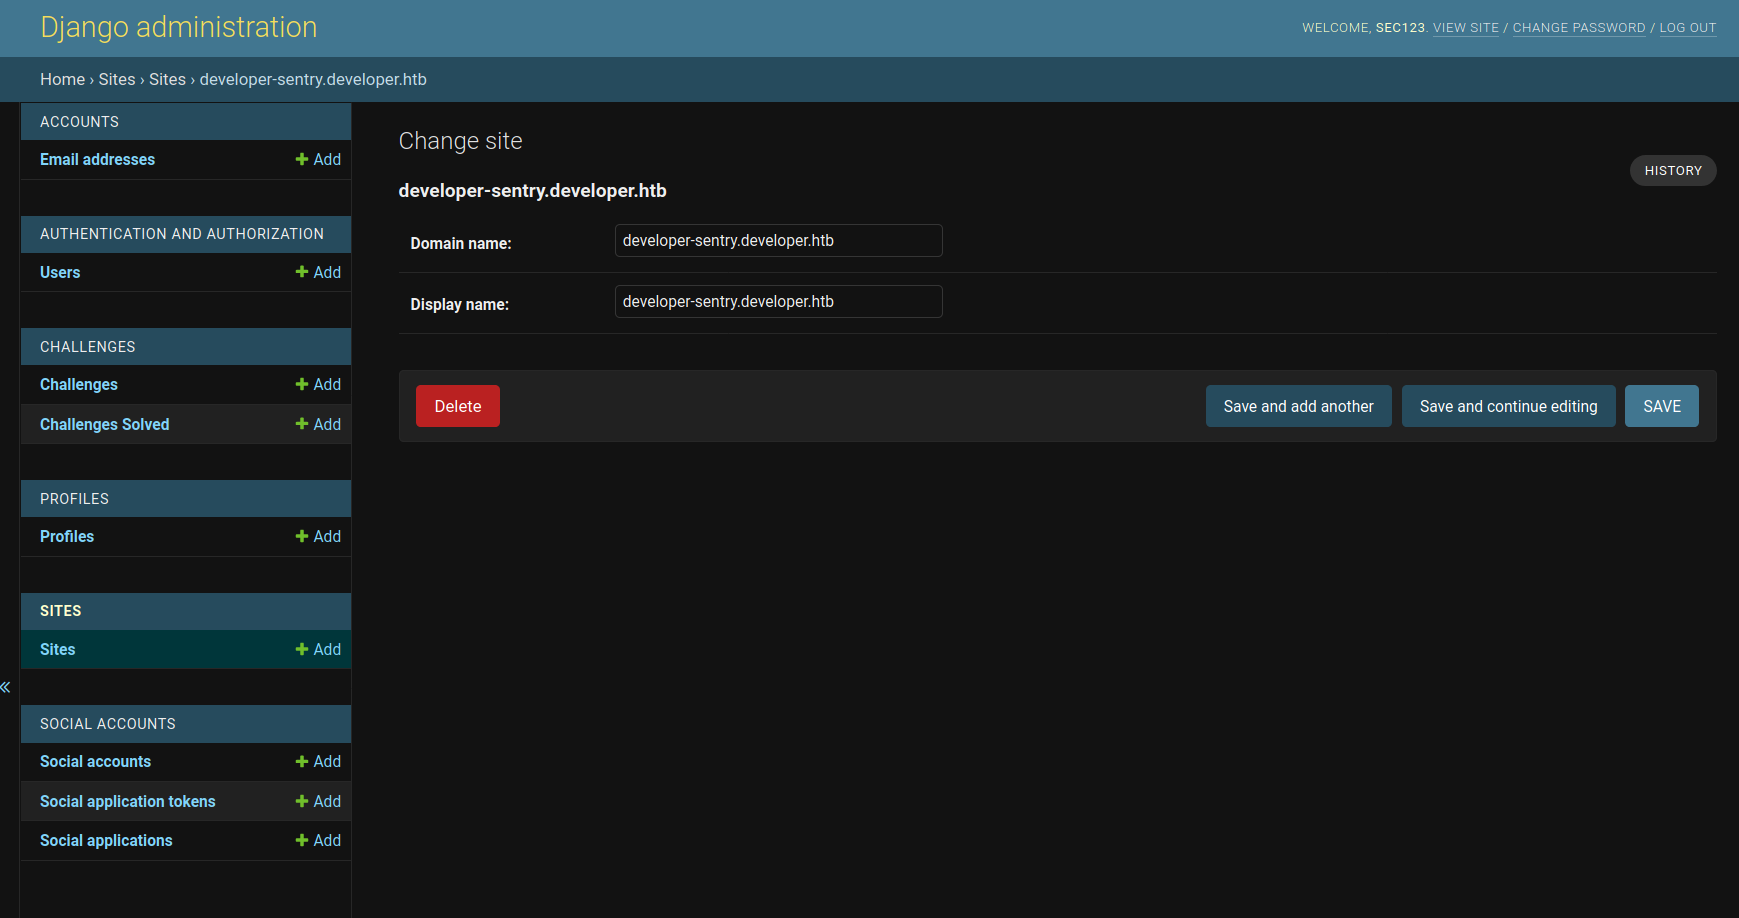 Django administration
WELCOME, SEC123. VIEW SITE / CHANGE PASSWORD / LOG OUT
Home › Sites › Sites › developer-sentry.developer.htb
ACCOUNTS
Email addresses + Add
AUTHENTICATION AND AUTHORIZATION
Users + Add
CHALLENGES
Challenges + Add
Challenges Solved + Add
PROFILES
Profiles + Add
SITES
Sites + Add
SOCIAL ACCOUNTS
Social accounts + Add
Social application tokens + Add
Social applications + Add
«
Change site
HISTORY
developer-sentry.developer.htb
Domain name: developer-sentry.developer.htb
Display name: developer-sentry.developer.htb
Delete Save and add another Save and continue editing SAVE